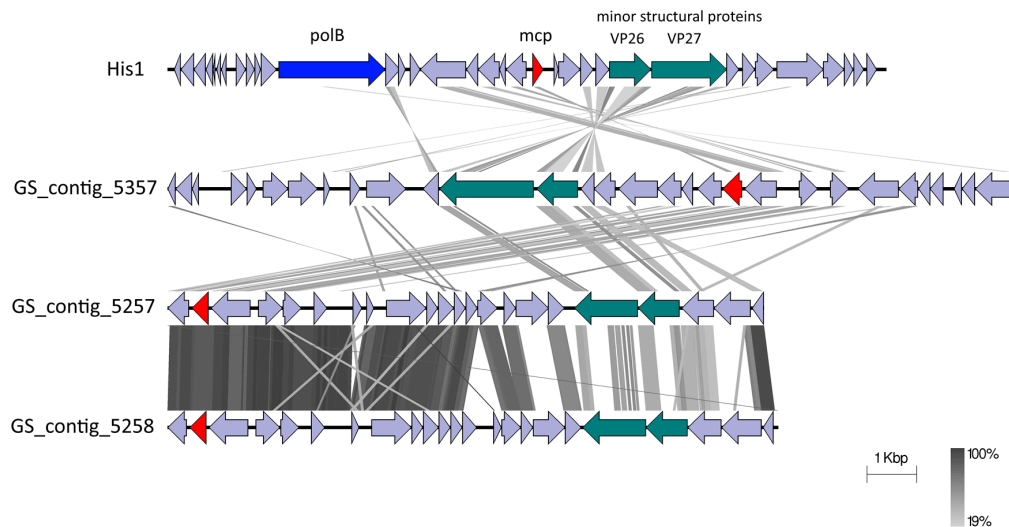 minor structural proteins
polB
mcp
VP26
VP27
His1
GS_contig_5357
GS_contig_5257
GS_contig_5258
1 Kbp
100%
19%